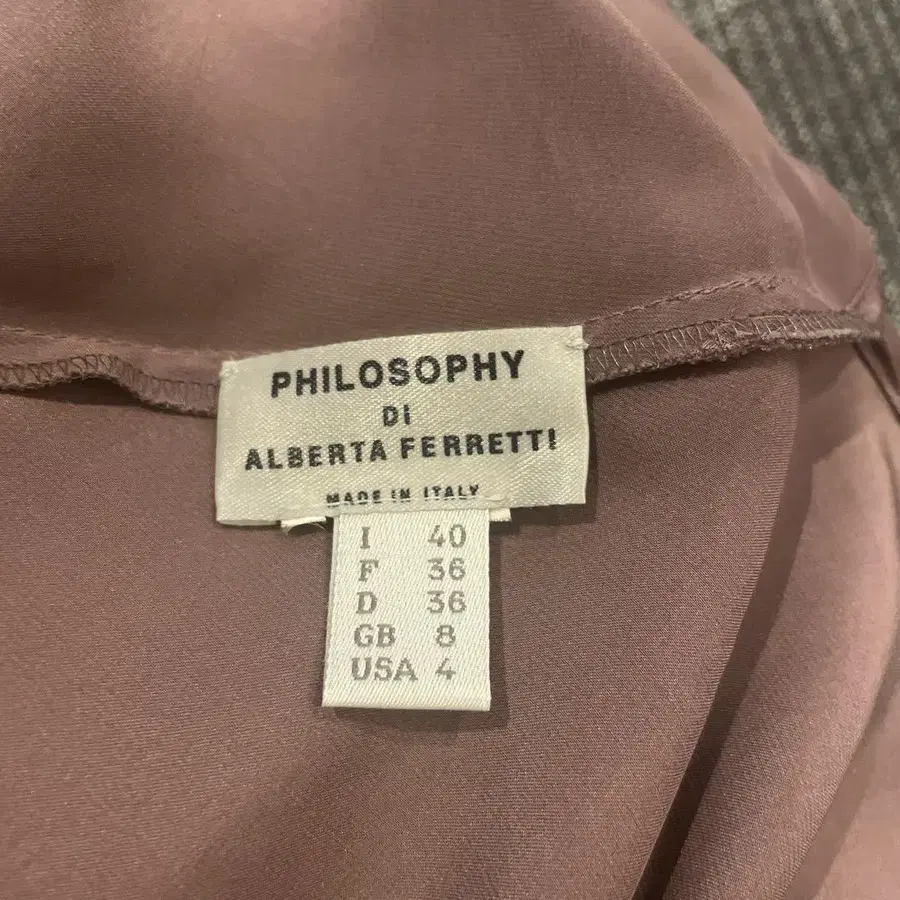 PHILOSOPHY
DI
ALBERTA FERRETTI
MADE IN ITALY
I 40
F 36
D 36
GB 8
USA 4